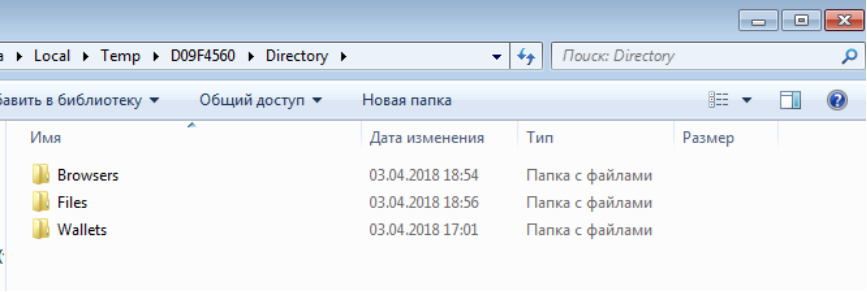 a ▸ Local ▸ Temp ▸ D09F4560 ▸ Directory ▸ Поиск: Directory
бавить в библиотеку ▼ Общий доступ ▼ Новая папка
Имя Дата изменения Тип Размер
Browsers 03.04.2018 18:54 Папка с файлами
Files 03.04.2018 18:56 Папка с файлами
Wallets 03.04.2018 17:01 Папка с файлами